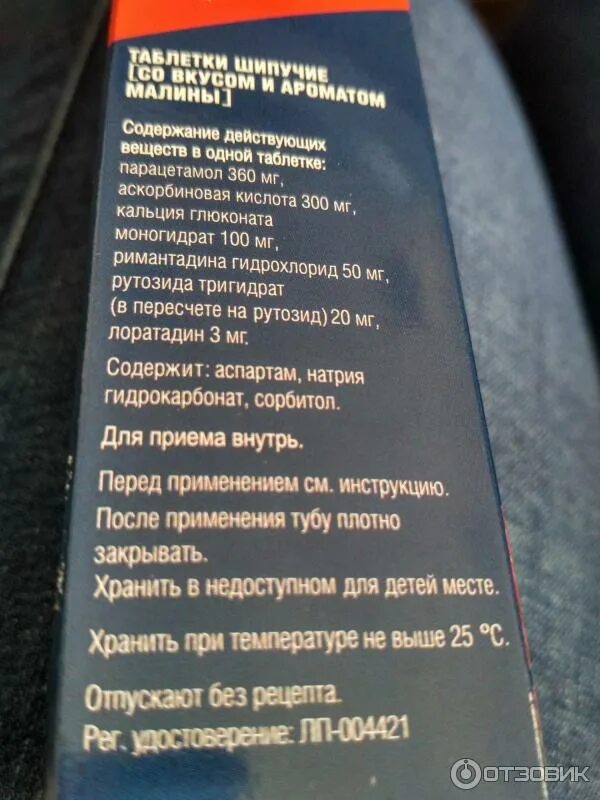 ТАБЛЕТКИ ШИПУЧИЕ
[СО ВКУСОМ И АРОМАТОМ
МАЛИНЫ]
Содержание действующих
веществ в одной таблетке:
парацетамол 360 мг,
аскорбиновая кислота 300 мг,
кальция глюконата
моногидрат 100 мг,
римантадина гидрохлорид 50 мг,
рутозида тригидрат
(в пересчете на рутозид) 20 мг,
лоратадин 3 мг.
Содержит: аспартам, натрия
гидрокарбонат, сорбитол.
Для приема внутрь.
Перед применением см. инструкцию.
После применения тубу плотно
закрывать.
Хранить в недоступном для детей месте.
Хранить при температуре не выше 25 °С.
Отпускают без рецепта.
Рег. удостоверение: ЛП-004421
ОТЗОВИК